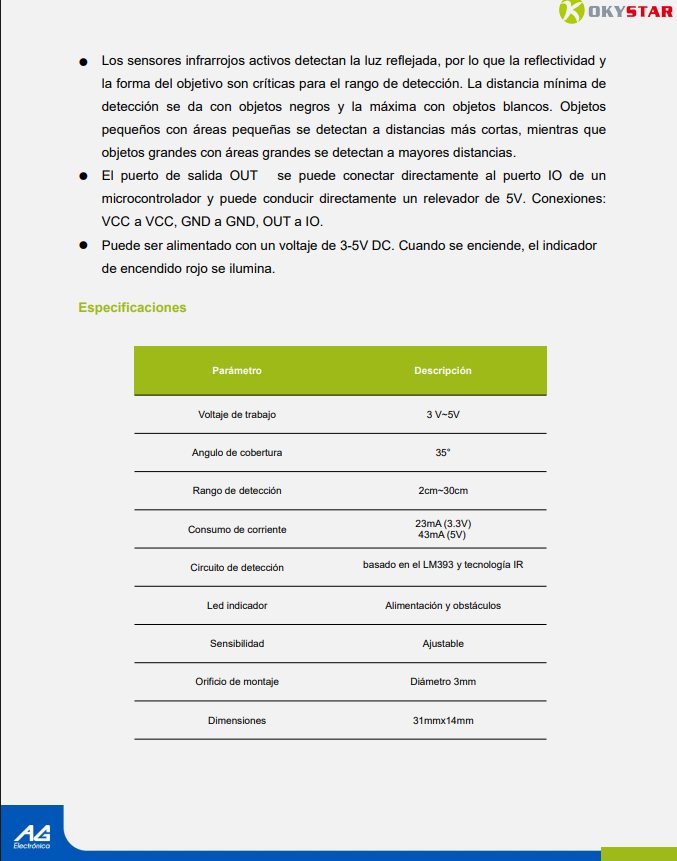 OKYSTAR
● Los sensores infrarrojos activos detectan la luz reflejada, por lo que la reflectividad y
la forma del objetivo son críticas para el rango de detección. La distancia mínima de
detección se da con objetos negros y la máxima con objetos blancos. Objetos
pequeños con áreas pequeñas se detectan a distancias más cortas, mientras que
objetos grandes con áreas grandes se detectan a mayores distancias.
● El puerto de salida OUT se puede conectar directamente al puerto IO de un
microcontrolador y puede conducir directamente un relevador de 5V. Conexiones:
VCC a VCC, GND a GND, OUT a IO.
● Puede ser alimentado con un voltaje de 3-5V DC. Cuando se enciende, el indicador
de encendido rojo se ilumina.
Especificaciones
Parámetro Descripción
Voltaje de trabajo 3 V~5V
Angulo de cobertura 35°
Rango de detección 2cm~30cm
Consumo de corriente 23mA (3.3V)
43mA (5V)
Circuito de detección basado en el LM393 y tecnología IR
Led indicador Alimentación y obstáculos
Sensibilidad Ajustable
Orificio de montaje Diámetro 3mm
Dimensiones 31mmx14mm
AG
Electrónica